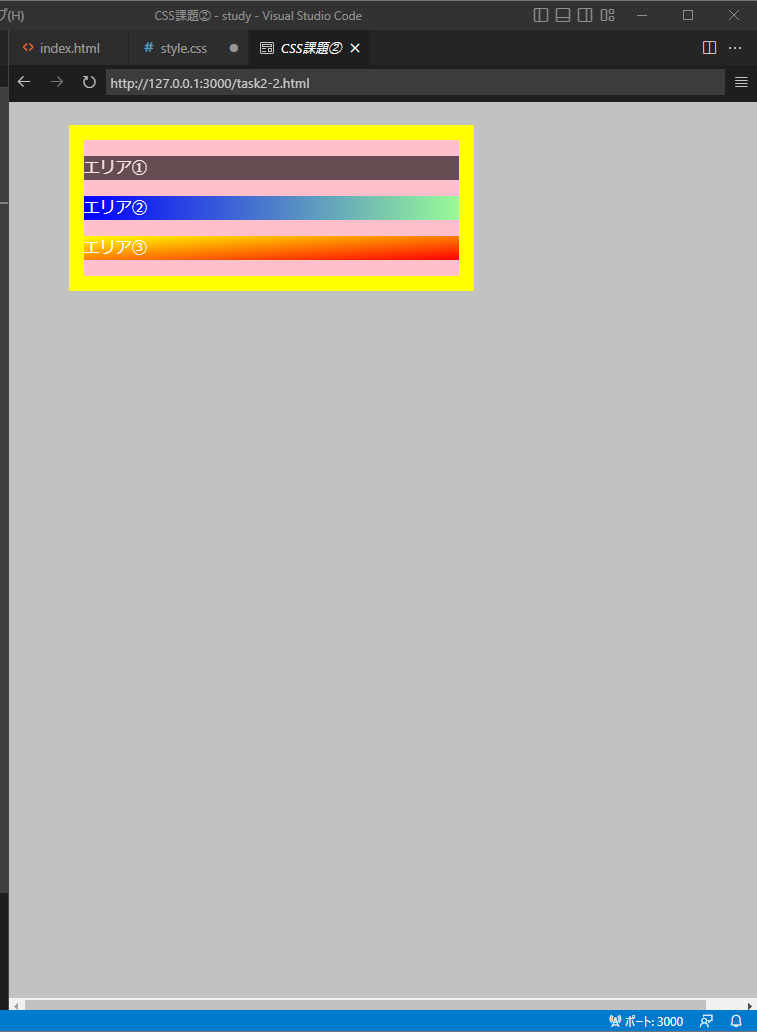 プ(H)
CSS課題② - study - Visual Studio Code
index.html
# style.css
CSS課題②
http://127.0.0.1:3000/task2-2.html
エリア①
エリア②
エリア③
ポート: 3000